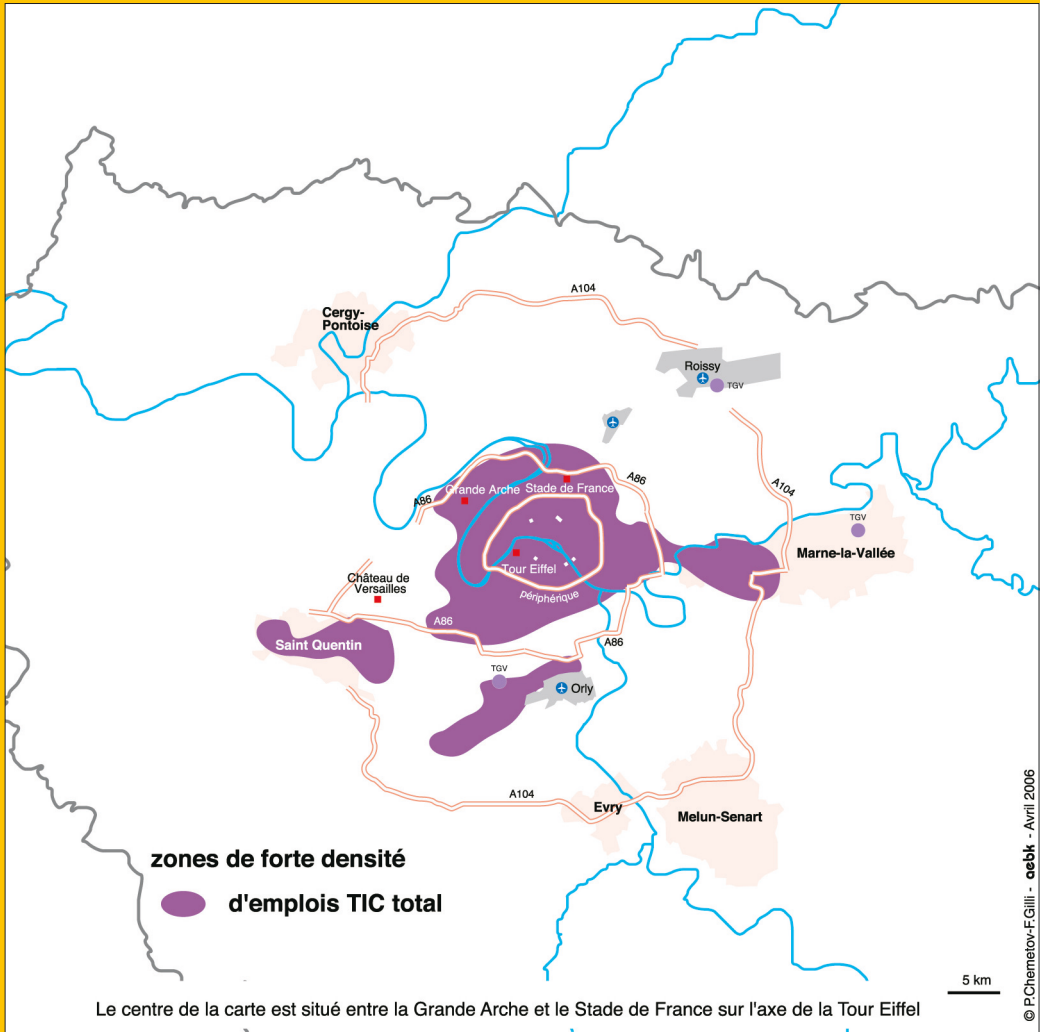 A104
Cergy-
Pontoise
Roissy
TGV
A86
Grande Arche
Stade de France
A86
A104
TGV
Marne-la-Vallée
Tour Eiffel
Château de
Versailles
périphérique
A86
A86
Saint Quentin
TGV
Orly
A104
Evry
Melun-Senart
zones de forte densité
d'emplois TIC total
5 km
Le centre de la carte est situé entre la Grande Arche et le Stade de France sur l'axe de la Tour Eiffel
© P.Chemetov-F.Gilli - aebk - Avril 2006